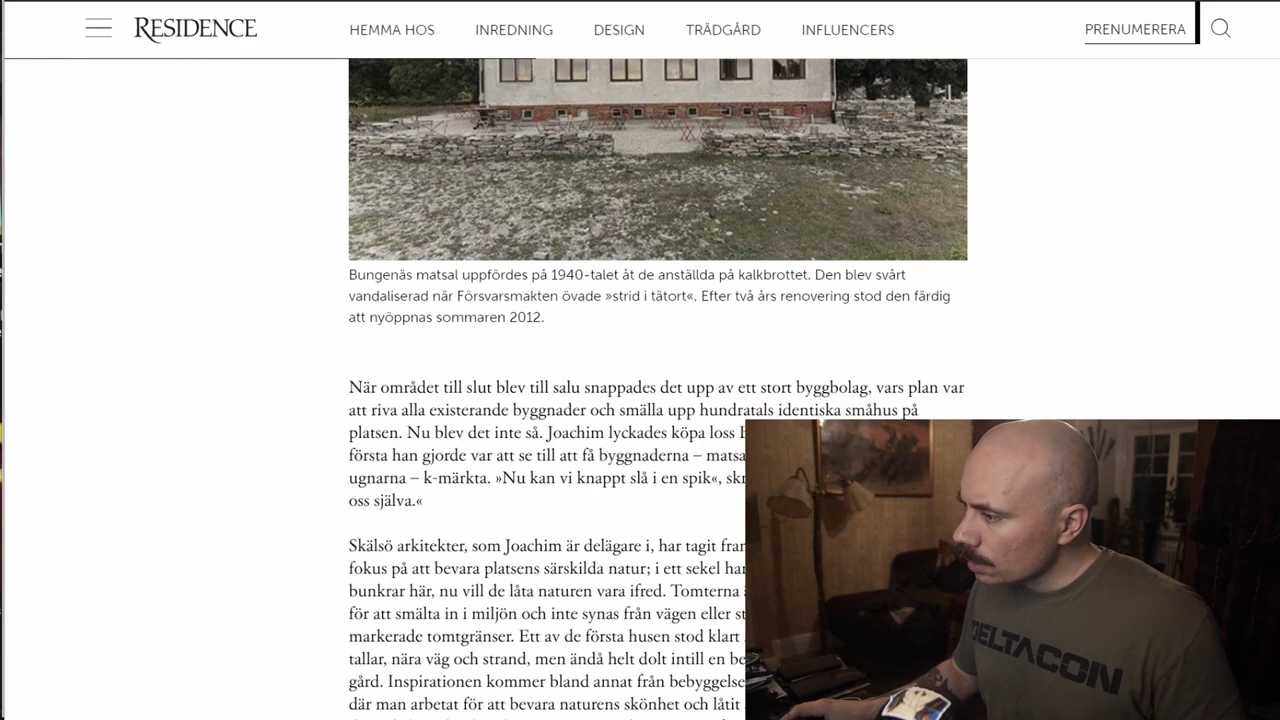 RESIDENCE
HEMMA HOS
INREDNING
DESIGN
TRÄDGÅRD
INFLUENCERS
PRENUMERERA
Bungenäs matsal uppfördes på 1940-talet åt de anställda på kalkbrottet. Den blev svårt
vandaliserad när Försvarsmakten övade »strid i tätort«. Efter två års renovering stod den färdig
att nyöppnas sommaren 2012.
När området till slut blev till salu snappades det upp av ett stort byggbolag, vars plan var
att riva alla existerande byggnader och smälla upp hundratals identiska småhus på
platsen. Nu blev det inte så. Joachim lyckades köpa loss
första han gjorde var att se till att få byggnaderna – matsa
ugnarna – k-märkta. »Nu kan vi knappt slå i en spik«, skr
oss själva.«
Skälsö arkitekter, som Joachim är delägare i, har tagit fram
fokus på att bevara platsens särskilda natur; i ett sekel har
bunkrar här, nu vill de låta naturen vara ifred. Tomterna
för att smälta in i miljön och inte synas från vägen eller st
markerade tomtgränser. Ett av de första husen stod klart
tallar, nära väg och strand, men ändå helt dolt intill en be
gård. Inspirationen kommer bland annat från bebyggelse
där man arbetat för att bevara naturens skönhet och låtit
DELTACOIN